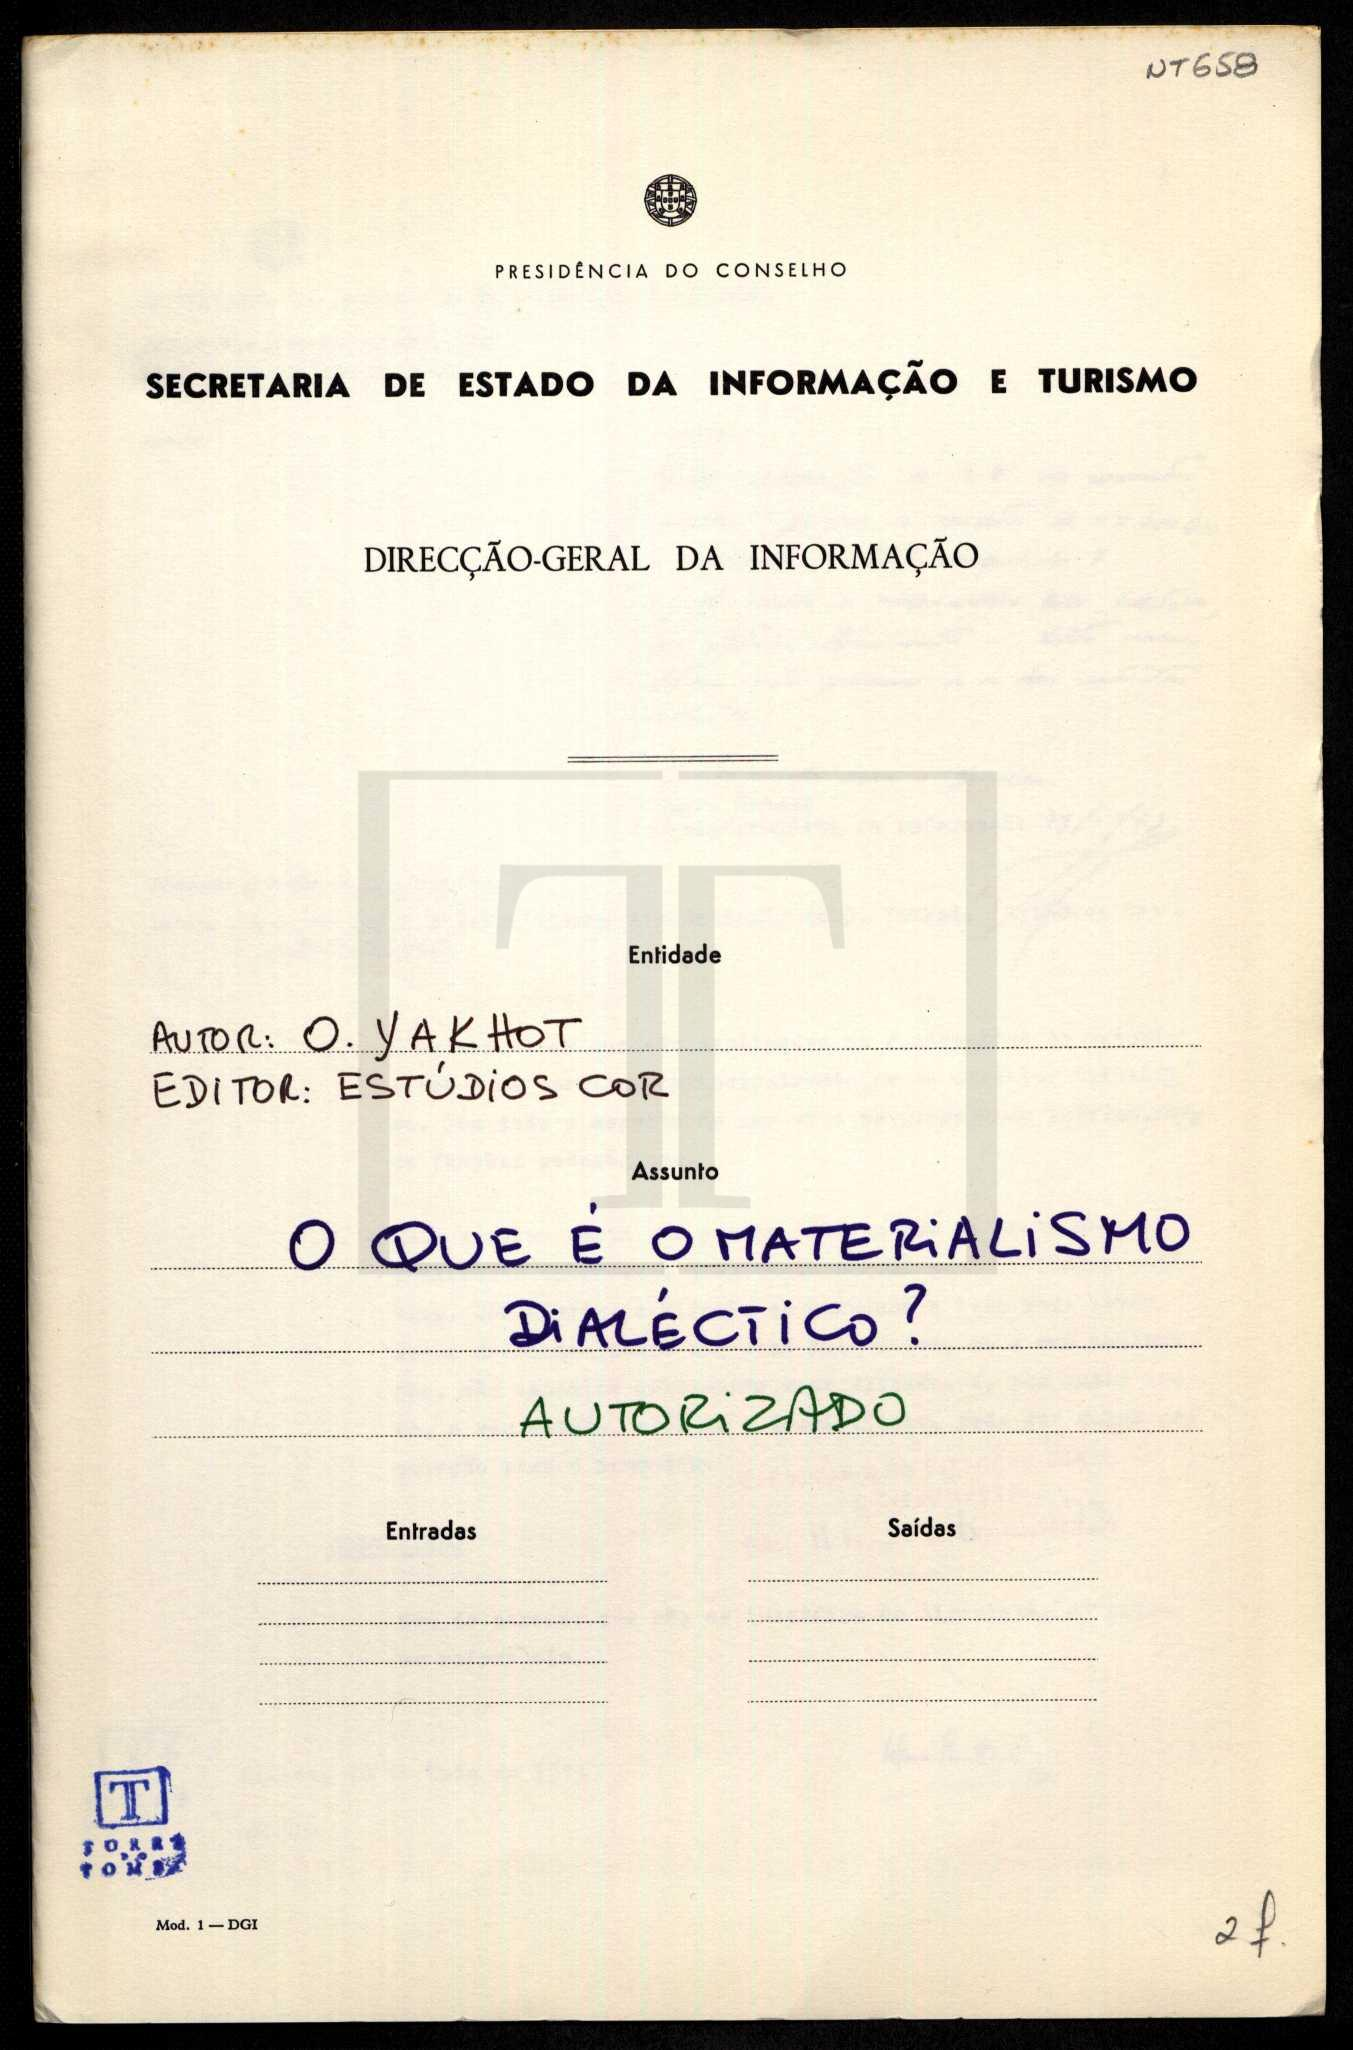 NT658
PRESIDÊNCIA DO CONSELHO
SECRETARIA DE ESTADO DA INFORMAÇÃO E TURISMO
DIRECÇÃO-GERAL DA INFORMAÇÃO
Entidade
AUTOR: O. YAKHOT
EDITOR: ESTÚDIOS COR
Assunto
O QUE É O MATERIALISMO
DIALÉCTICO?
AUTORIZADO
Entradas
Saídas
T
TORRE
DO
TOMBO
Mod. 1 — DGI
2 f.